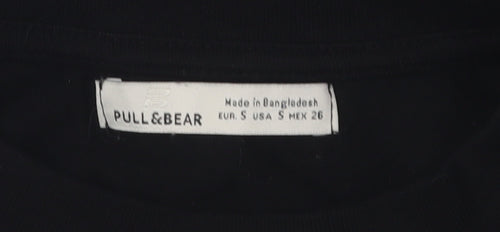 PULL&BEAR
Made in Bangladesh
EUR. S USA S MEX 26